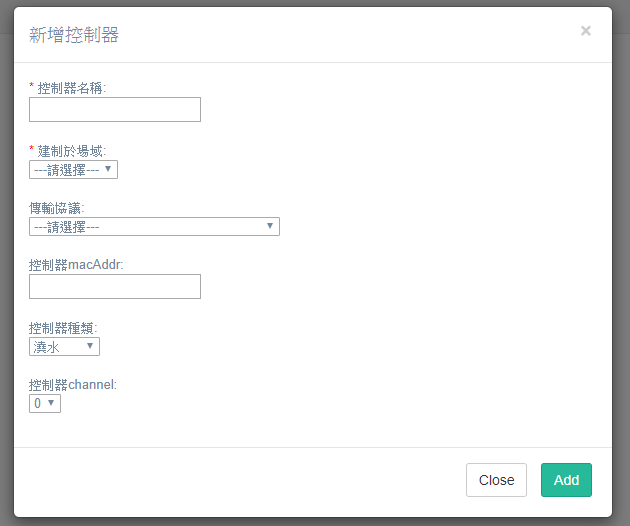 新增控制器
×
* 控制器名稱:
* 建制於場域:
---請選擇---
傳輸協議:
---請選擇---
控制器macAddr:
控制器種類:
澆水
控制器channel:
0
Close Add